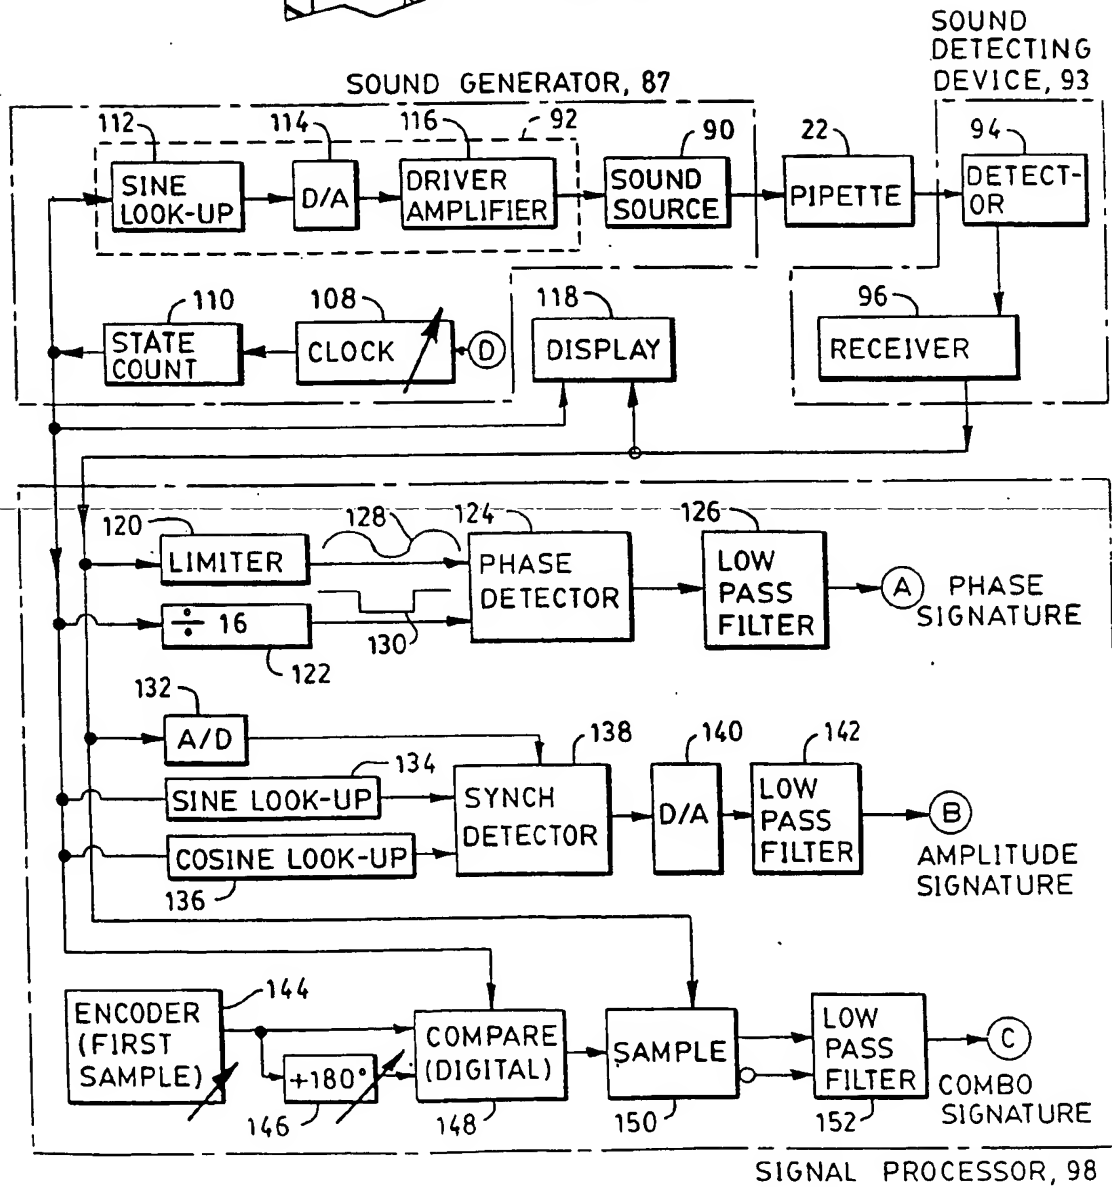 SOUND
DETECTING
DEVICE, 93
SOUND GENERATOR, 87
112
114
116
92
90
22
94
SINE
LOOK-UP
D/A
DRIVER
AMPLIFIER
SOUND
SOURCE
PIPETTE
DETECT-
OR
110
108
118
96
STATE
COUNT
CLOCK
D
DISPLAY
RECEIVER
120
128
124
126
LIMITER
PHASE
DETECTOR
LOW
PASS
FILTER
A
PHASE
SIGNATURE
÷ 16
130
122
132
A/D
134
138
140
142
SINE LOOK-UP
SYNCH
DETECTOR
D/A
LOW
PASS
FILTER
B
COSINE LOOK-UP
136
AMPLITUDE
SIGNATURE
144
ENCODER
(FIRST
SAMPLE)
+180°
146
COMPARE
(DIGITAL)
148
SAMPLE
150
LOW
PASS
FILTER
152
C
COMBO
SIGNATURE
SIGNAL PROCESSOR, 98